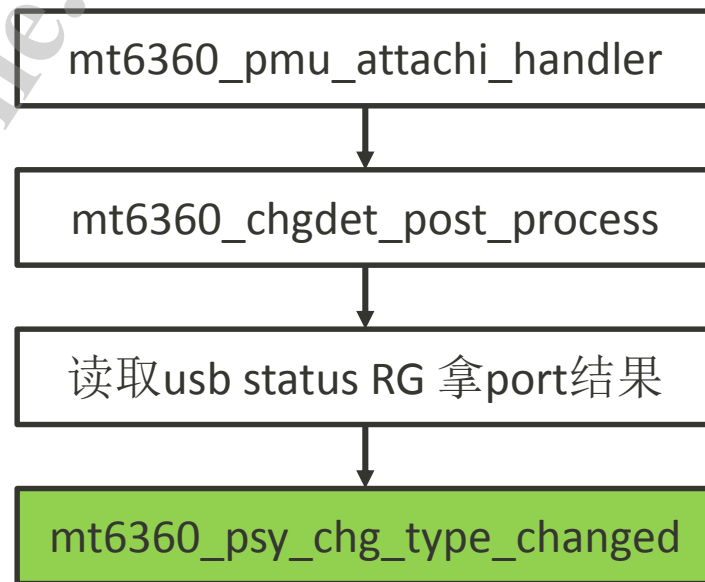 mt6360_pmu_attachi_handler
mt6360_chgdet_post_process
读取usb status RG 拿port结果
mt6360_psy_chg_type_changed